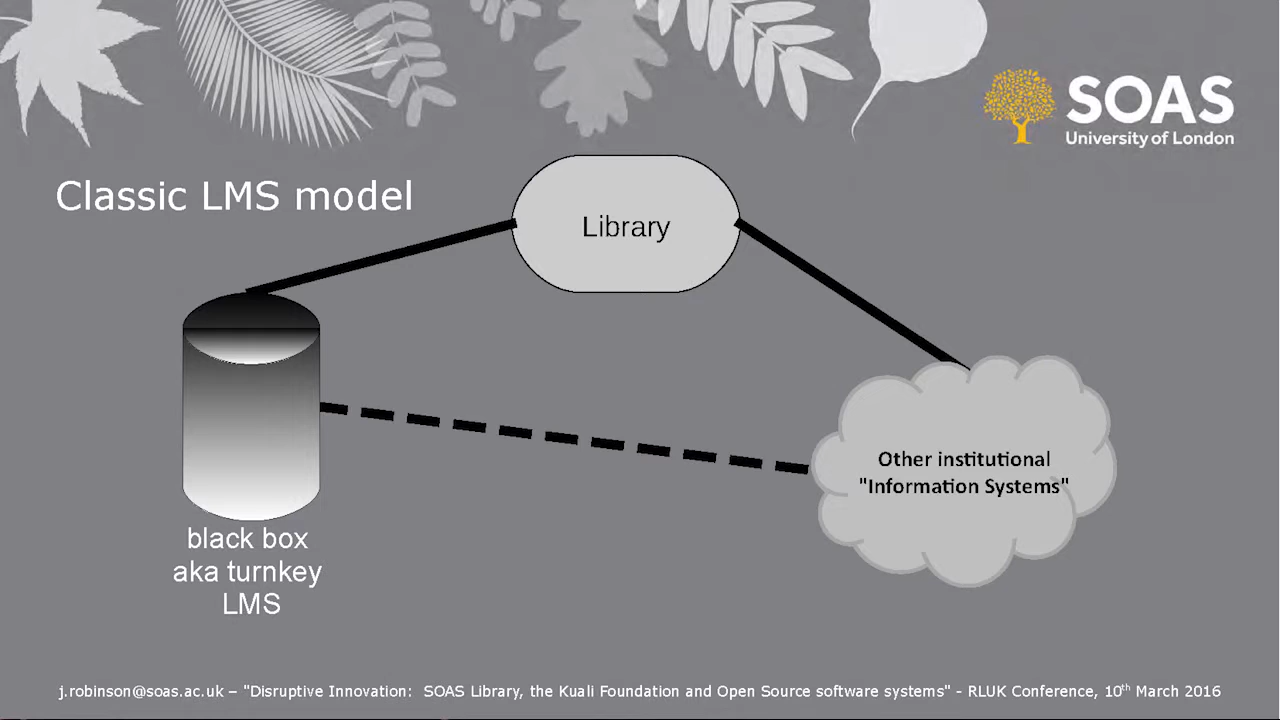 SOAS
University of London
Classic LMS model
Library
Other institutional
"Information Systems"
black box
aka turnkey
LMS
j.robinson@soas.ac.uk – "Disruptive Innovation:  SOAS Library, the Kuali Foundation and Open Source software systems" - RLUK Conference, 10th March 2016